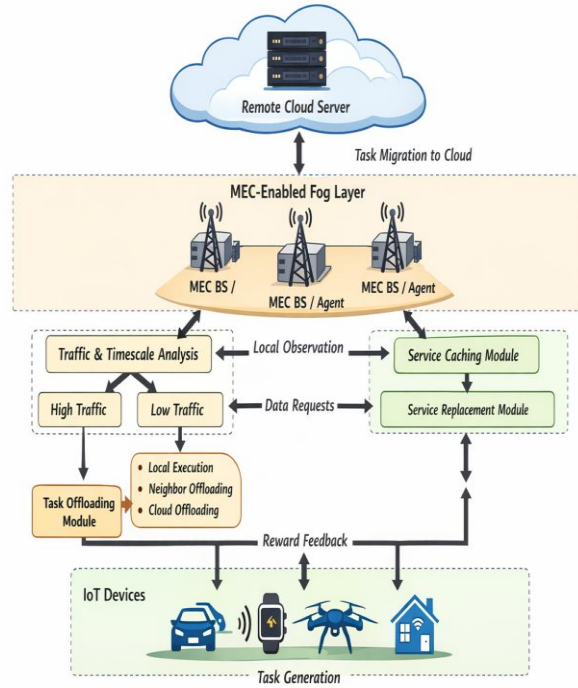 Remote Cloud Server
Task Migration to Cloud
MEC-Enabled Fog Layer
MEC BS /
MEC BS / Agent
MEC BS / Agent
Traffic & Timescale Analysis
Local Observation
Service Caching Module
High Traffic
Low Traffic
Data Requests
Service Replacement Module
• Local Execution
• Neighbor Offloading
• Cloud Offloading
Task Offloading
Module
Reward Feedback
IoT Devices
Task Generation